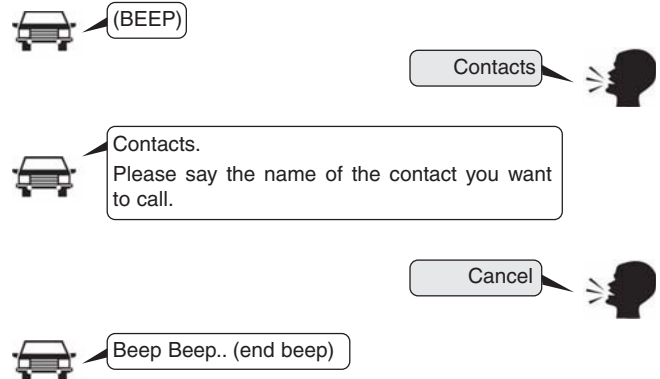 (BEEP)
Contacts
Contacts.
Please say the name of the contact you want
to call.
Cancel
Beep Beep.. (end beep)